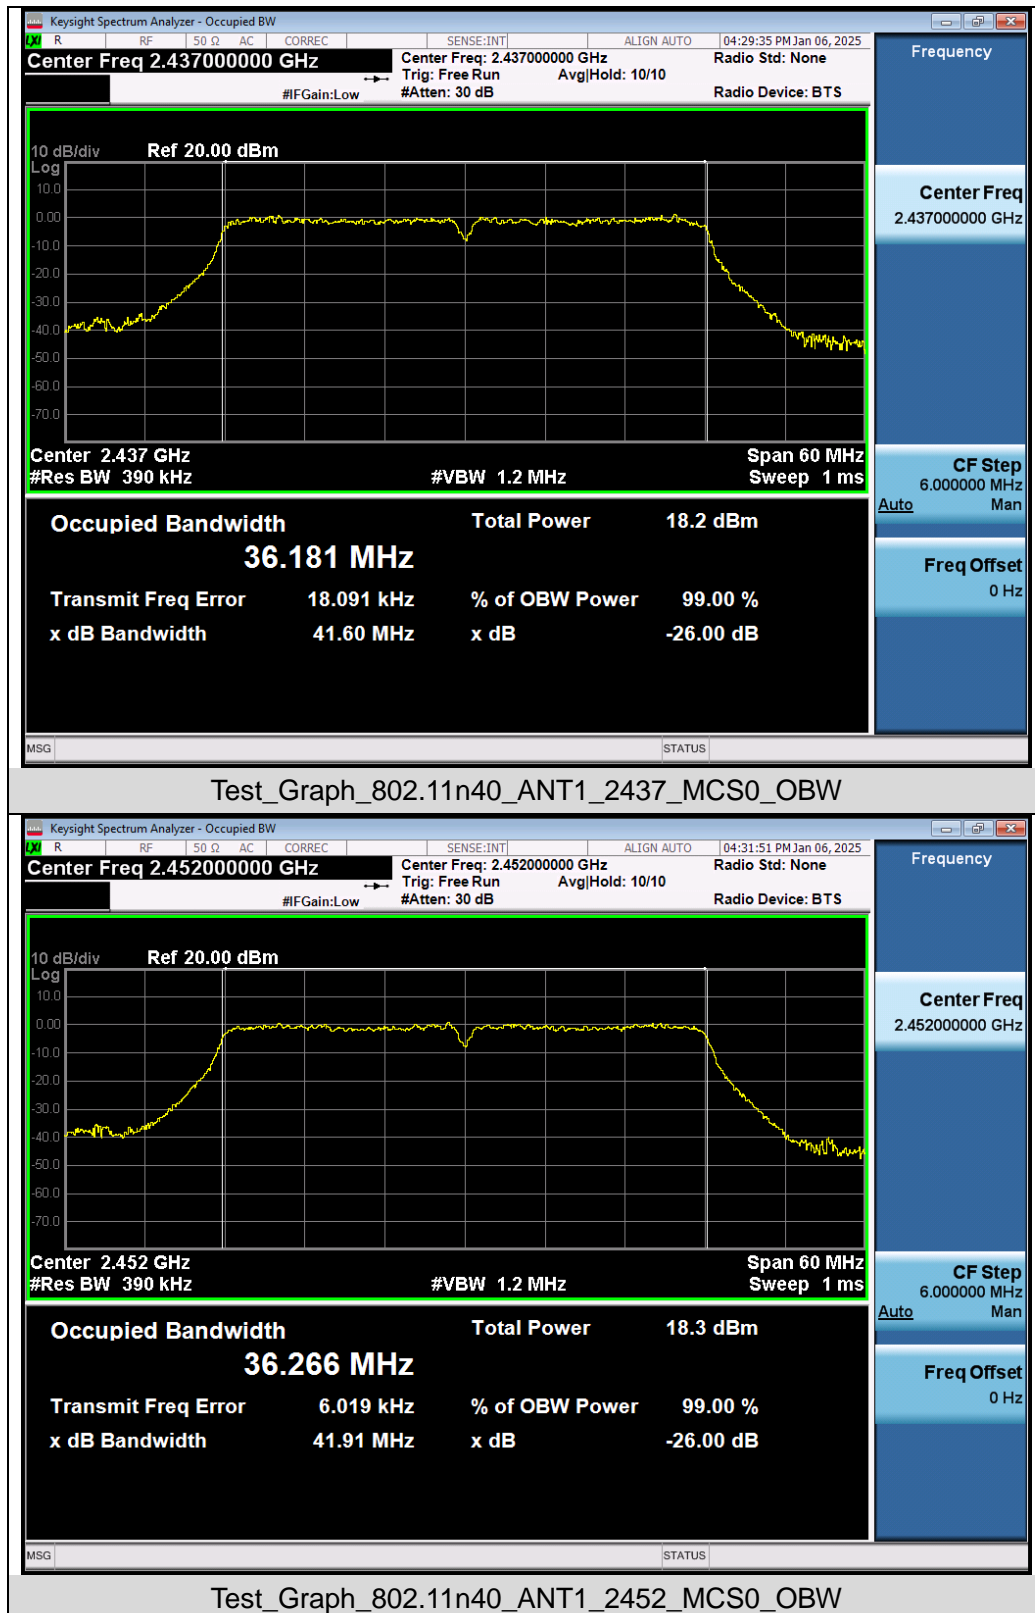 Keysight Spectrum Analyzer - Occupied BW
LXI R RF 50 Ω AC CORREC SENSE:INT ALIGN AUTO 04:29:35 PM Jan 06, 2025
Center Freq 2.437000000 GHz
Center Freq: 2.437000000 GHz
Radio Std: None
Trig: Free Run Avg|Hold: 10/10
#IFGain:Low
#Atten: 30 dB
Radio Device: BTS
Frequency
10 dB/div Ref 20.00 dBm
Log
10.0
0.00
-10.0
-20.0
-30.0
-40.0
-50.0
-60.0
-70.0
Center Freq
2.437000000 GHz
Center 2.437 GHz Span 60 MHz
#Res BW 390 kHz #VBW 1.2 MHz Sweep 1 ms
CF Step
6.000000 MHz
Auto Man
Freq Offset
0 Hz
Occupied Bandwidth Total Power 18.2 dBm
36.181 MHz
Transmit Freq Error 18.091 kHz % of OBW Power 99.00 %
x dB Bandwidth 41.60 MHz x dB -26.00 dB
MSG STATUS
Test_Graph_802.11n40_ANT1_2437_MCS0_OBW
Keysight Spectrum Analyzer - Occupied BW
LXI R RF 50 Ω AC CORREC SENSE:INT ALIGN AUTO 04:31:51 PM Jan 06, 2025
Center Freq 2.452000000 GHz
Center Freq: 2.452000000 GHz
Radio Std: None
Trig: Free Run Avg|Hold: 10/10
#IFGain:Low
#Atten: 30 dB
Radio Device: BTS
Frequency
10 dB/div Ref 20.00 dBm
Log
10.0
0.00
-10.0
-20.0
-30.0
-40.0
-50.0
-60.0
-70.0
Center Freq
2.452000000 GHz
Center 2.452 GHz Span 60 MHz
#Res BW 390 kHz #VBW 1.2 MHz Sweep 1 ms
CF Step
6.000000 MHz
Auto Man
Freq Offset
0 Hz
Occupied Bandwidth Total Power 18.3 dBm
36.266 MHz
Transmit Freq Error 6.019 kHz % of OBW Power 99.00 %
x dB Bandwidth 41.91 MHz x dB -26.00 dB
MSG STATUS
Test_Graph_802.11n40_ANT1_2452_MCS0_OBW